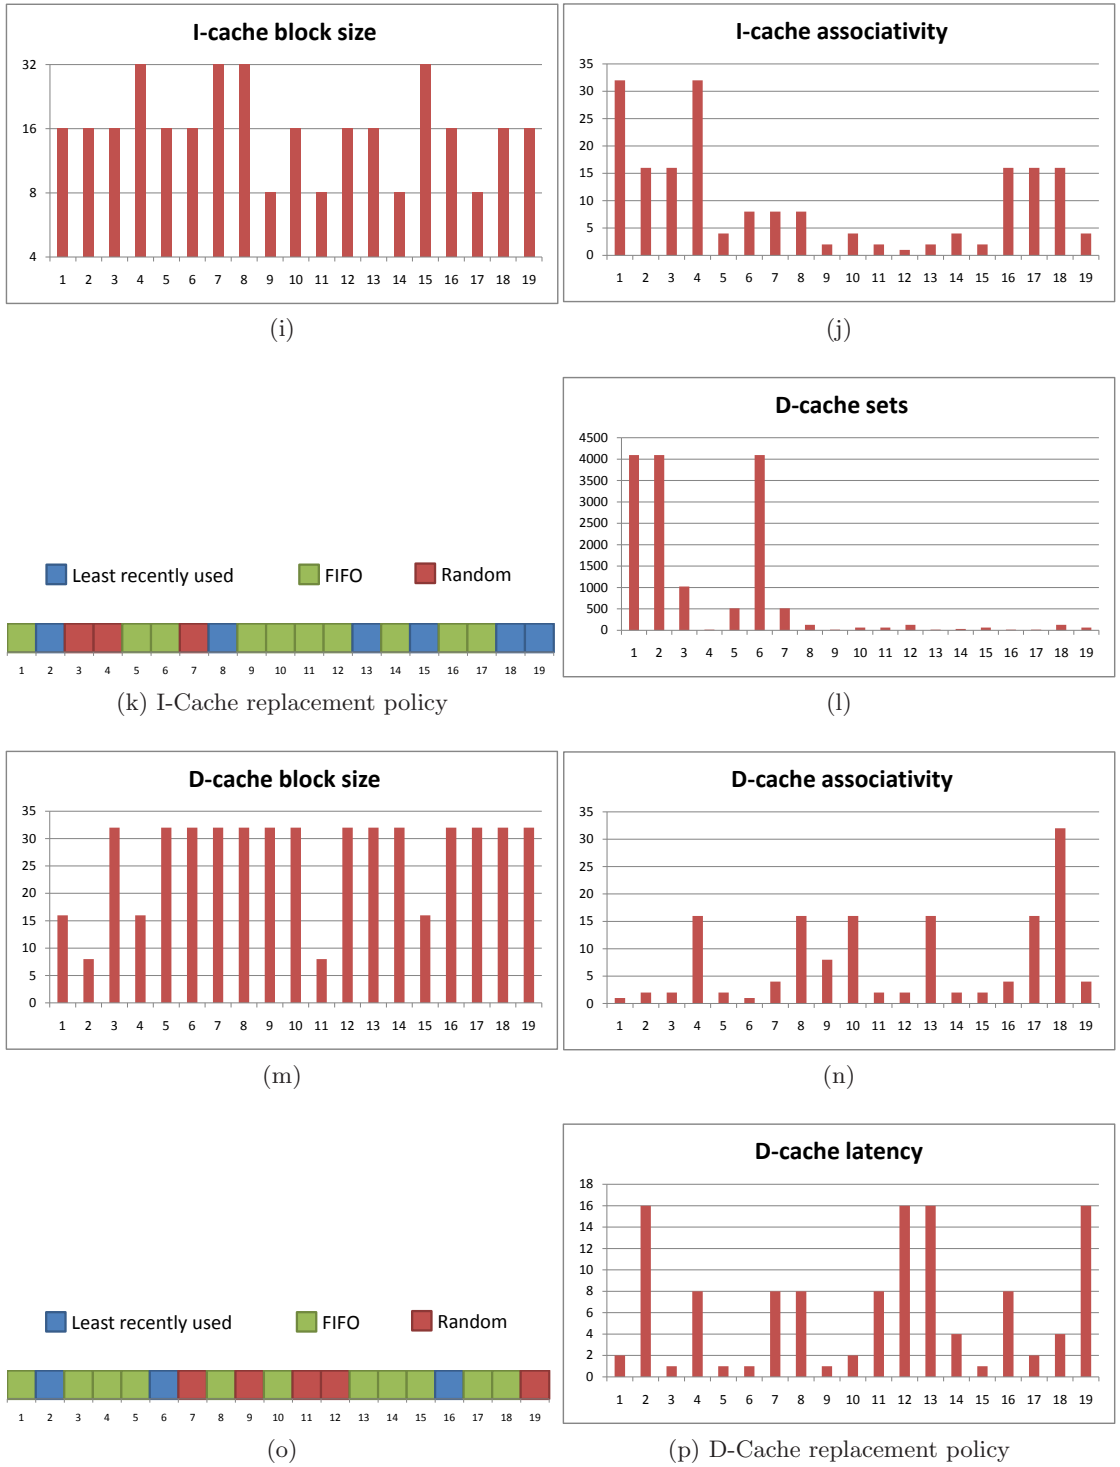 I-cache block size
32
16
8
4
1 2 3 4 5 6 7 8 9 10 11 12 13 14 15 16 17 18 19
(i)
I-cache associativity
35
30
25
20
15
10
5
0
1 2 3 4 5 6 7 8 9 10 11 12 13 14 15 16 17 18 19
(j)
Least recently used FIFO Random
1 2 3 4 5 6 7 8 9 10 11 12 13 14 15 16 17 18 19
(k) I-Cache replacement policy
D-cache sets
4500
4000
3500
3000
2500
2000
1500
1000
500
0
1 2 3 4 5 6 7 8 9 10 11 12 13 14 15 16 17 18 19
(l)
D-cache block size
35
30
25
20
15
10
5
0
1 2 3 4 5 6 7 8 9 10 11 12 13 14 15 16 17 18 19
(m)
D-cache associativity
35
30
25
20
15
10
5
0
1 2 3 4 5 6 7 8 9 10 11 12 13 14 15 16 17 18 19
(n)
Least recently used FIFO Random
1 2 3 4 5 6 7 8 9 10 11 12 13 14 15 16 17 18 19
(o)
D-cache latency
18
16
14
12
10
8
6
4
2
0
1 2 3 4 5 6 7 8 9 10 11 12 13 14 15 16 17 18 19
(p) D-Cache replacement policy